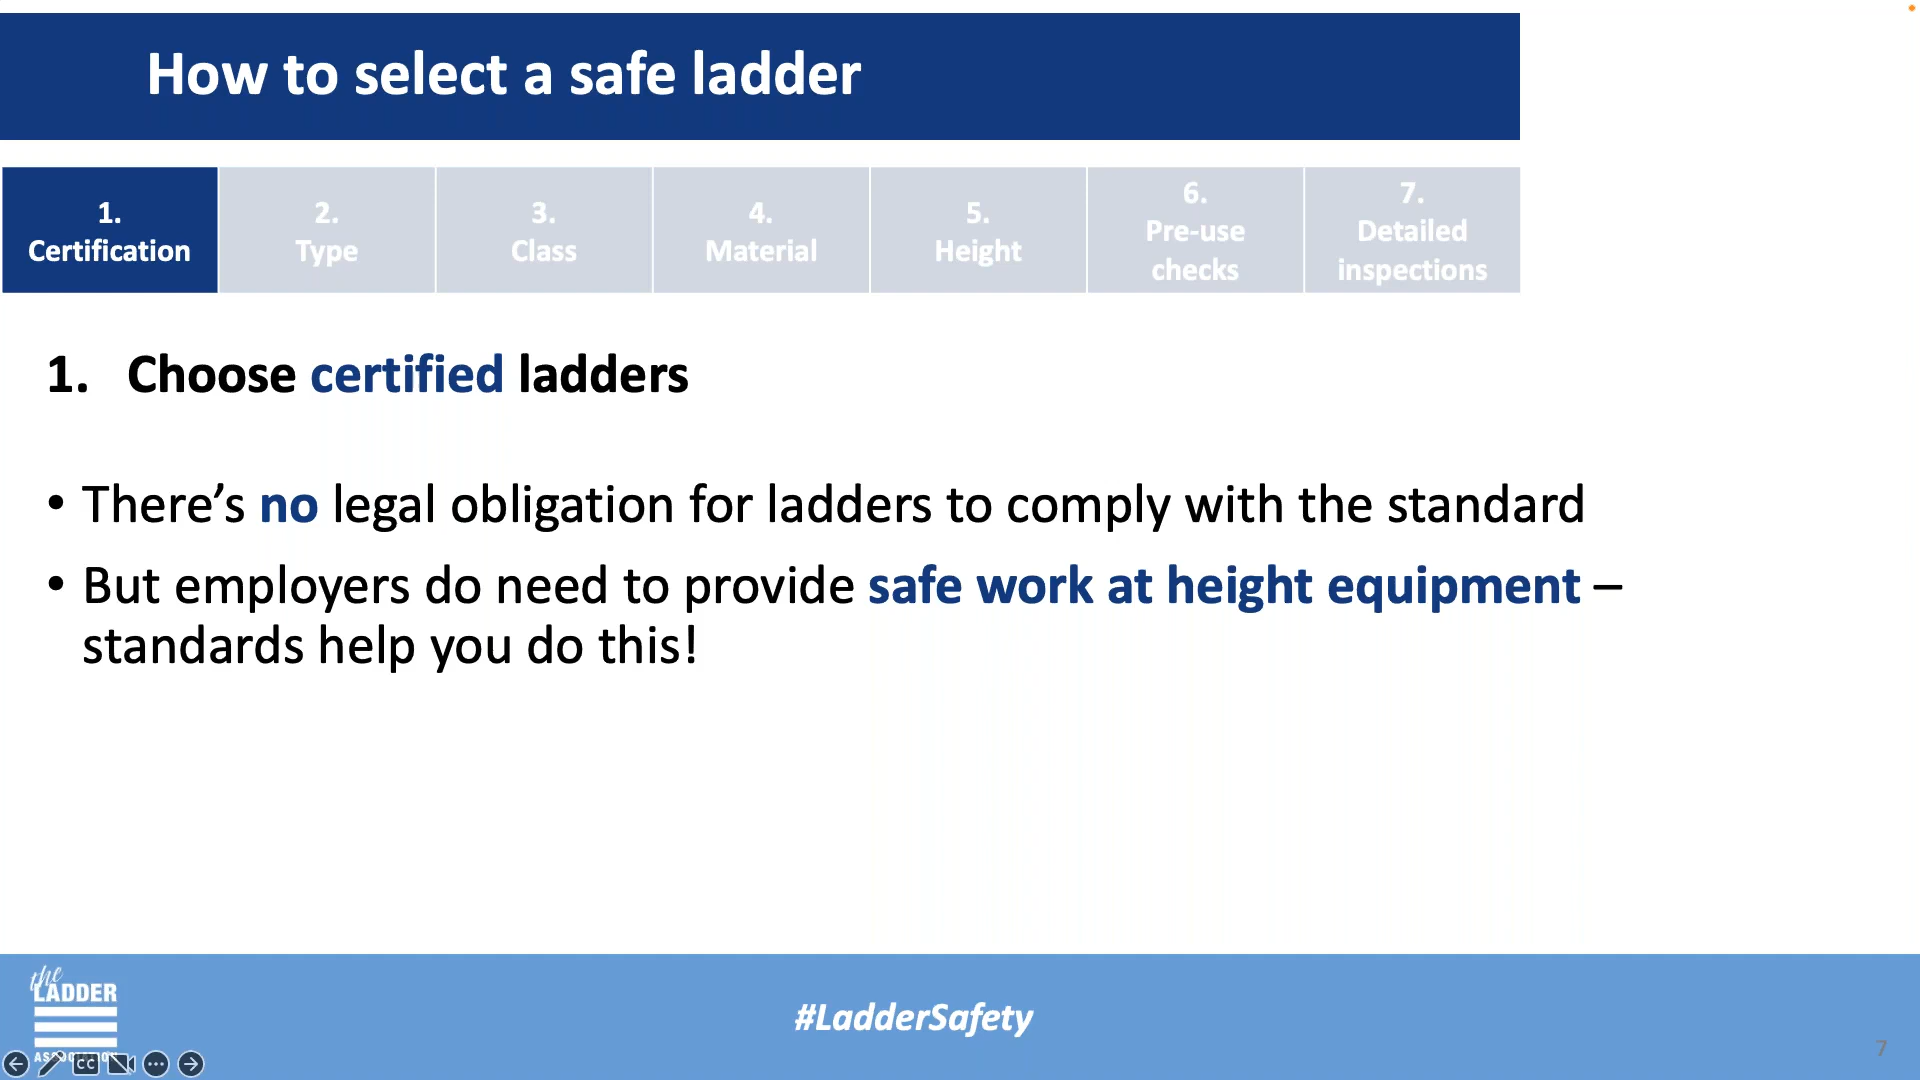 How to select a safe ladder
1.
Certification
2.
Type
3.
Class
4.
Material
5.
Height
6.
Pre-use
checks
7.
Detailed
inspections
1. Choose certified ladders
• There’s no legal obligation for ladders to comply with the standard
• But employers do need to provide safe work at height equipment –
standards help you do this!
the
LADDER
ASSOCIATION
CC
#LadderSafety
7